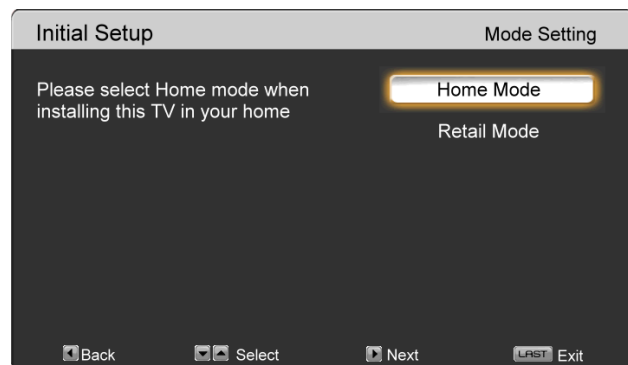 Initial Setup
Mode Setting
Please select Home mode when
installing this TV in your home
Home Mode
Retail Mode
Back
Select
Next
LAST Exit